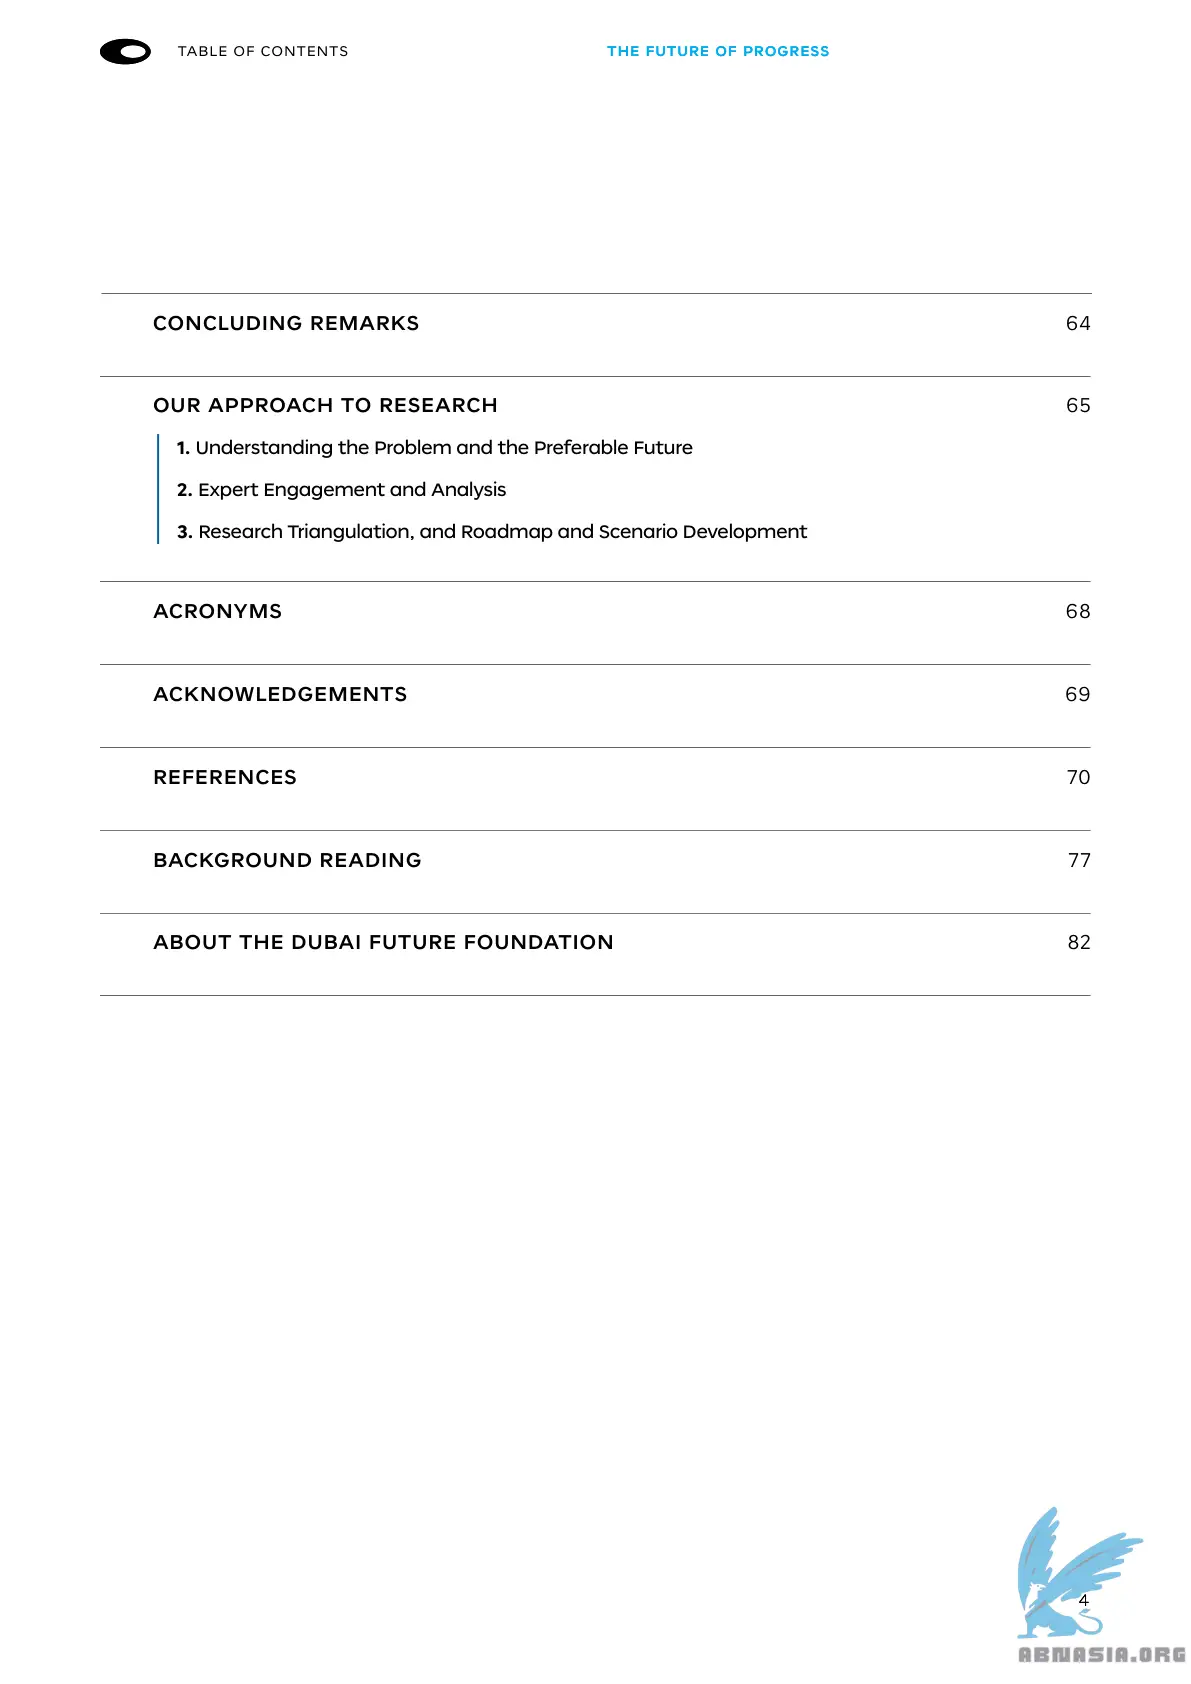 TABLE OF CONTENTS
THE FUTURE OF PROGRESS
CONCLUDING REMARKS 64
OUR APPROACH TO RESEARCH 65
1. Understanding the Problem and the Preferable Future
2. Expert Engagement and Analysis
3. Research Triangulation, and Roadmap and Scenario Development
ACRONYMS 68
ACKNOWLEDGEMENTS 69
REFERENCES 70
BACKGROUND READING 77
ABOUT THE DUBAI FUTURE FOUNDATION 82
4
ABNASIA.ORG